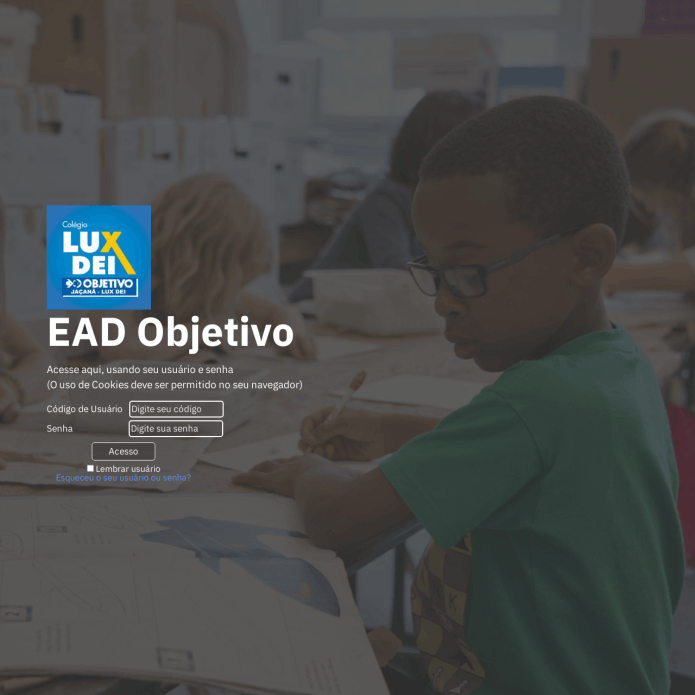 Colégio
LUX
DEI
OBJETIVO
JAÇANÃ - LUX DEI
EAD Objetivo
Acesse aqui, usando seu usuário e senha
(O uso de Cookies deve ser permitido no seu navegador)
Código de Usuário Digite seu código
Senha Digite sua senha
Acesso
Lembrar usuário
Esqueceu o seu usuário ou senha?